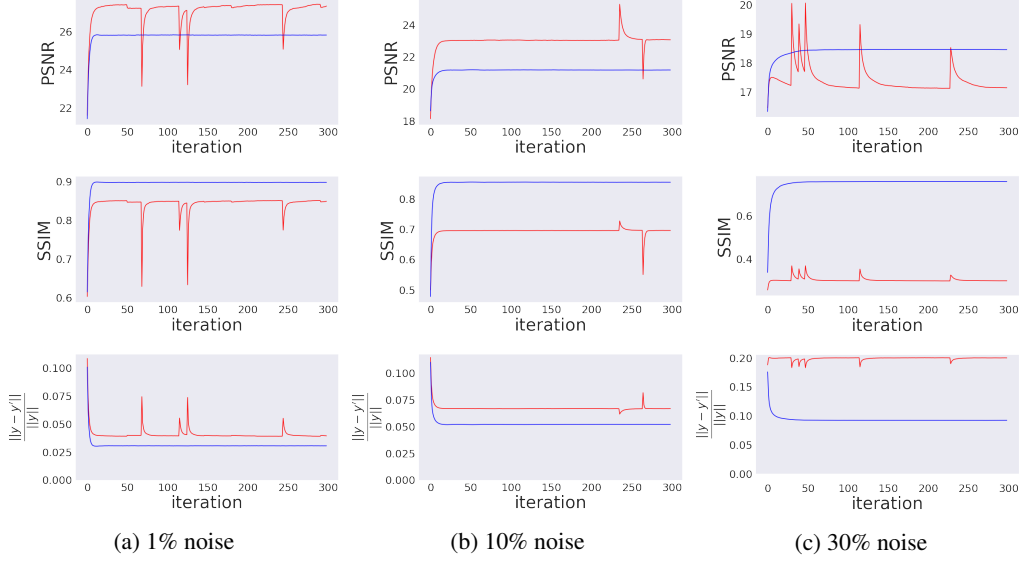 PSNR
26
24
22
0 50 100 150 200 250 300
iteration
PSNR
24
22
20
18
0 50 100 150 200 250 300
iteration
PSNR
20
19
18
17
0 50 100 150 200 250 300
iteration
SSIM
0.9
0.8
0.7
0.6
0 50 100 150 200 250 300
iteration
SSIM
0.8
0.7
0.6
0.5
0 50 100 150 200 250 300
iteration
SSIM
0.6
0.4
0 50 100 150 200 250 300
iteration
||y − y'||
||y||
0.100
0.075
0.050
0.025
0.000
0 50 100 150 200 250 300
iteration
||y − y'||
||y||
0.100
0.075
0.050
0.025
0.000
0 50 100 150 200 250 300
iteration
||y − y'||
||y||
0.20
0.15
0.10
0.05
0.00
0 50 100 150 200 250 300
iteration
(a) 1% noise
(b) 10% noise
(c) 30% noise